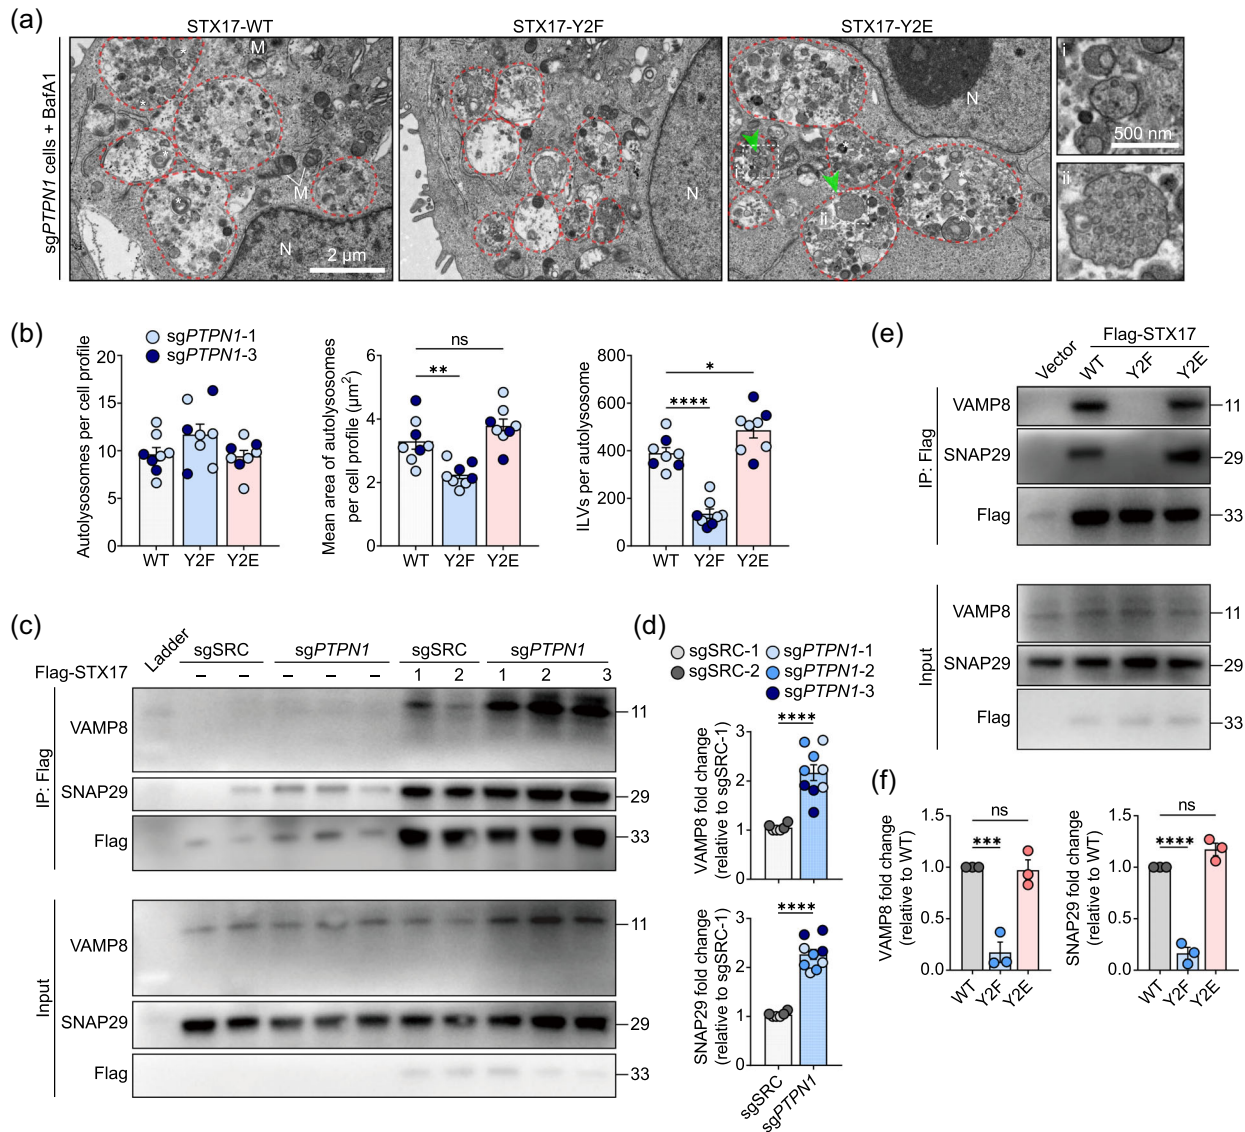 (a)
STX17-WT
STX17-Y2F
STX17-Y2E
sgPTPN1 cells + BafA1
*
M
*
*
M
N
2 μm
N
N
i
ii
*
*
i
500 nm
ii
(b)
sgPTPN1-1
sgPTPN1-3
Autolysosomes per cell profile
20
15
10
5
0
WT Y2F Y2E
Mean area of autolysosomes
per cell profile (μm²)
6
4
2
0
ns
**
WT Y2F Y2E
ILVs per autolysosome
800
600
400
200
0
*
****
WT Y2F Y2E
(c)
Ladder
sgSRC
sgPTPN1
sgSRC
sgPTPN1
Flag-STX17
– – – – – 1 2 1 2 3
IP: Flag
VAMP8
11
SNAP29
29
Flag
33
Input
VAMP8
11
SNAP29
29
Flag
33
(d)
sgSRC-1
sgSRC-2
sgPTPN1-1
sgPTPN1-2
sgPTPN1-3
VAMP8 fold change
(relative to sgSRC-1)
3
2
1
0
****
SNAP29 fold change
(relative to sgSRC-1)
3
2
1
0
****
sgSRC
sgPTPN1
(e)
Flag-STX17
Vector
WT
Y2F
Y2E
IP: Flag
VAMP8
11
SNAP29
29
Flag
33
Input
VAMP8
11
SNAP29
29
Flag
33
(f)
VAMP8 fold change
(relative to WT)
1.5
1.0
0.5
0.0
ns
***
WT
Y2F
Y2E
SNAP29 fold change
(relative to WT)
1.5
1.0
0.5
0.0
ns
****
WT
Y2F
Y2E